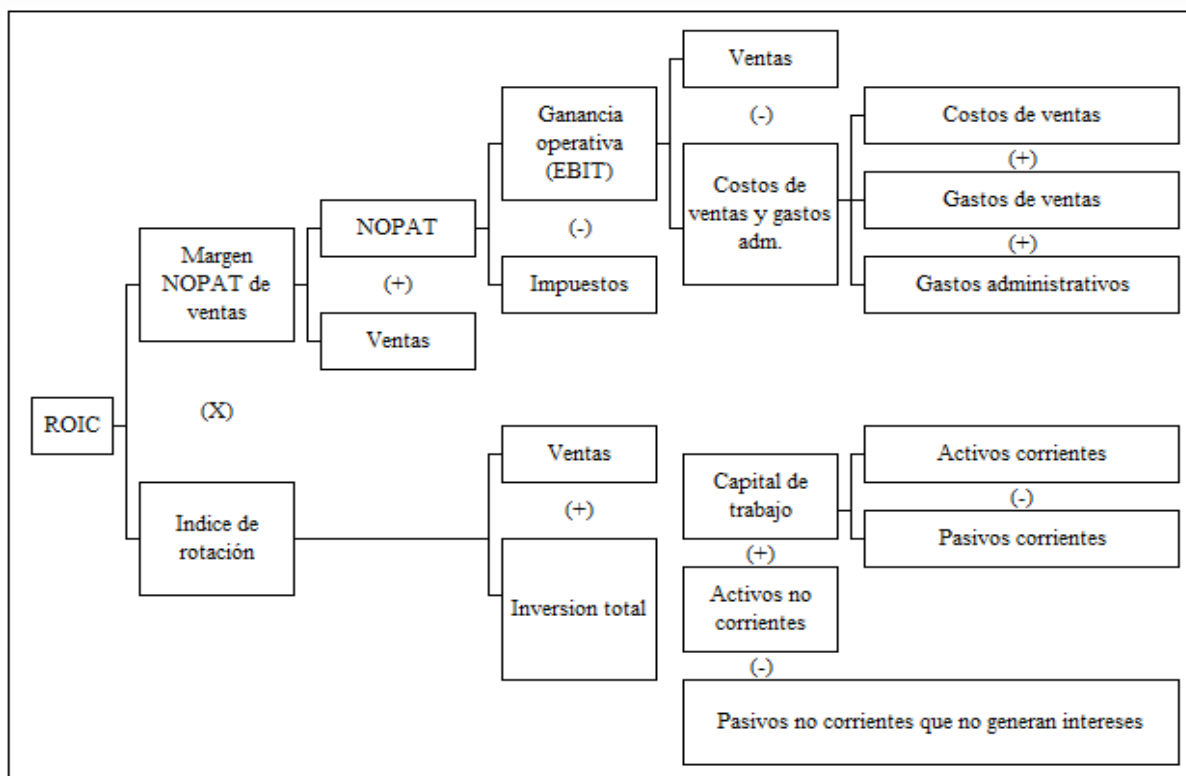 ROIC
Margen
NOPAT de
ventas
(X)
Indice de
rotación
NOPAT
(+)
Ventas
Ganancia
operativa
(EBIT)
(-)
Impuestos
Ventas
(-)
Costos de
ventas y gastos
adm.
Costos de ventas
(+)
Gastos de ventas
(+)
Gastos administrativos
Ventas
(+)
Inversion total
Capital de
trabajo
(+)
Activos no
corrientes
(-)
Pasivos no corrientes que no generan intereses
Activos corrientes
(-)
Pasivos corrientes